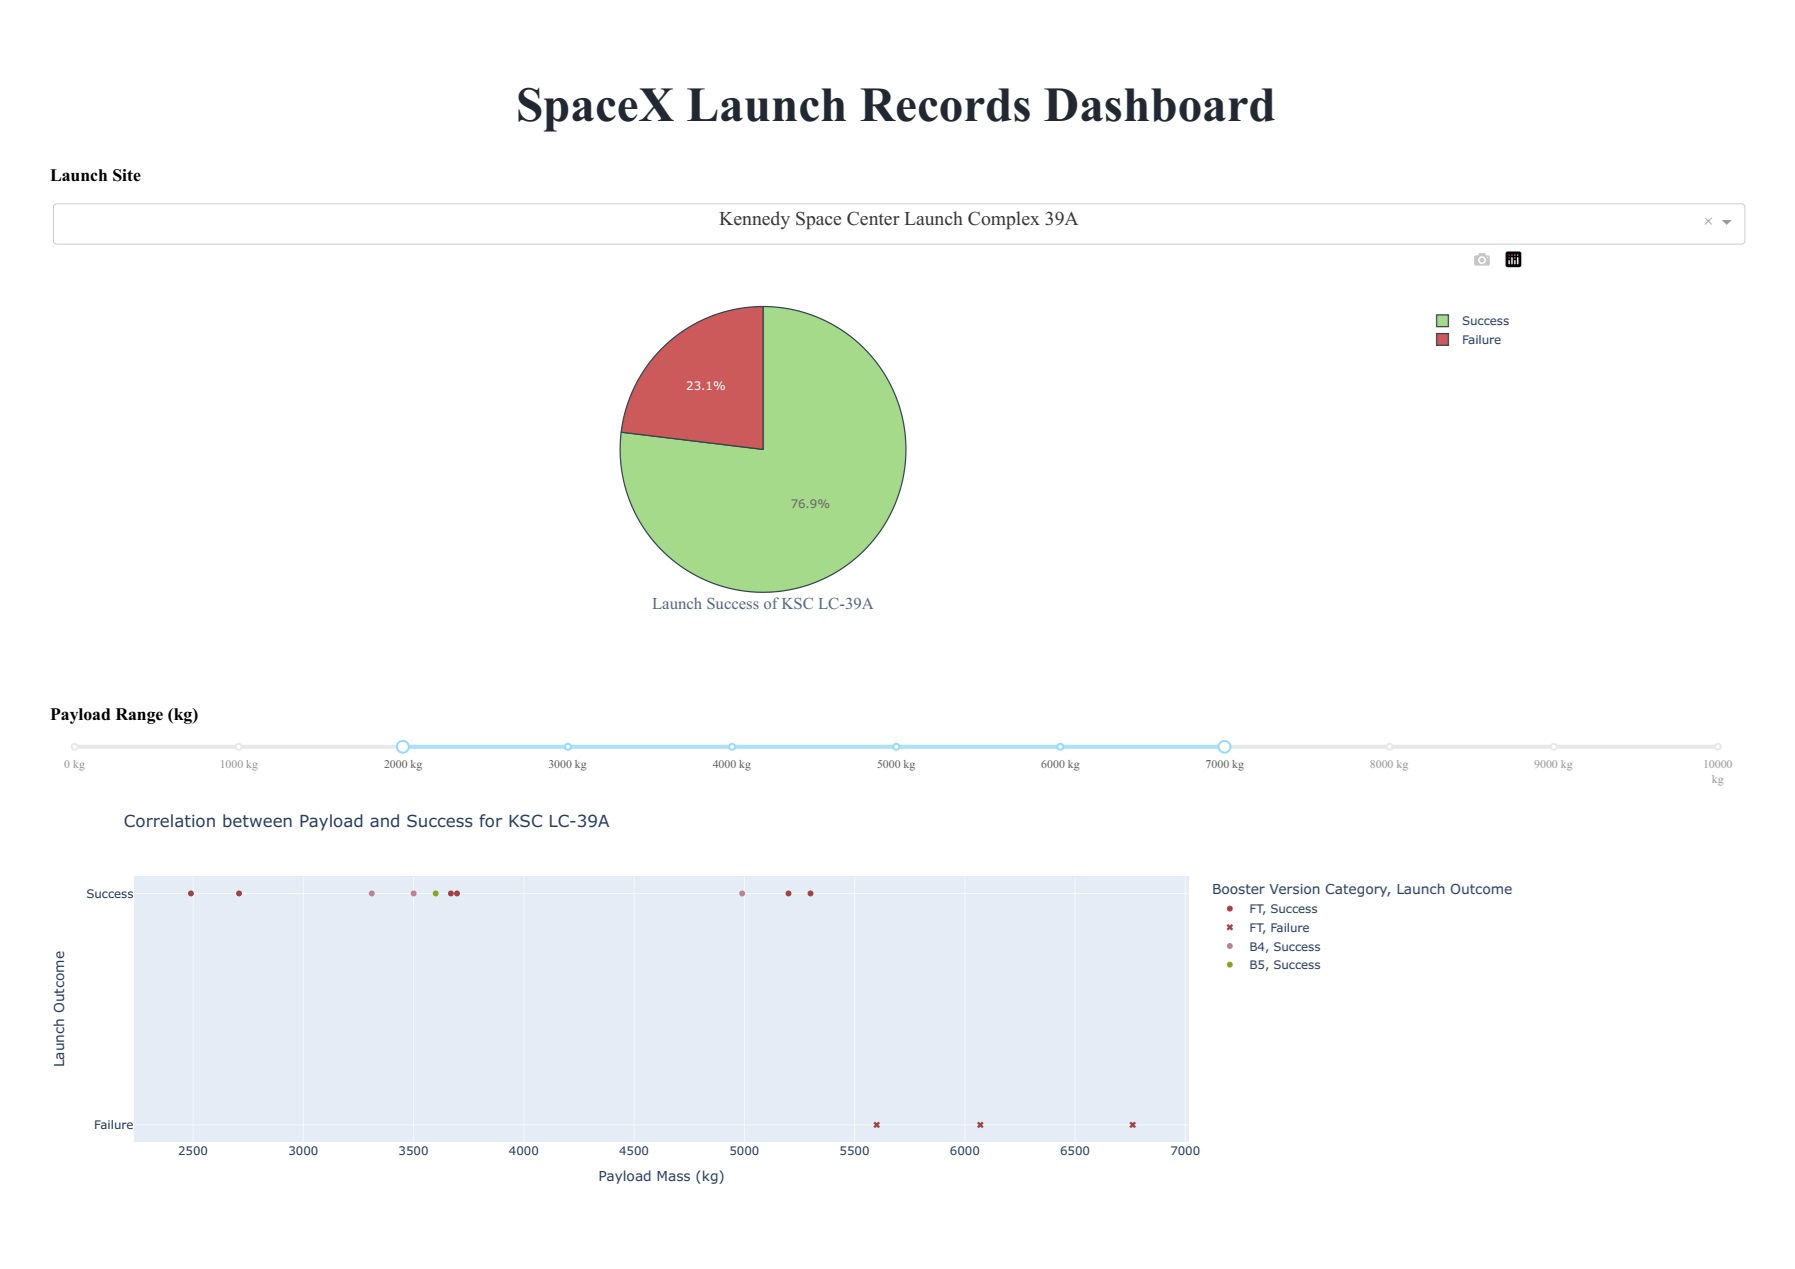 SpaceX Launch Records Dashboard
Launch Site
Kennedy Space Center Launch Complex 39A
×
Success
Failure
23.1%
76.9%
Launch Success of KSC LC-39A
Payload Range (kg)
0 kg 1000 kg 2000 kg 3000 kg 4000 kg 5000 kg 6000 kg 7000 kg 8000 kg 9000 kg 10000
kg
Correlation between Payload and Success for KSC LC-39A
Success
Launch Outcome
Failure
2500 3000 3500 4000 4500 5000 5500 6000 6500 7000
Payload Mass (kg)
Booster Version Category, Launch Outcome
FT, Success
FT, Failure
B4, Success
B5, Success